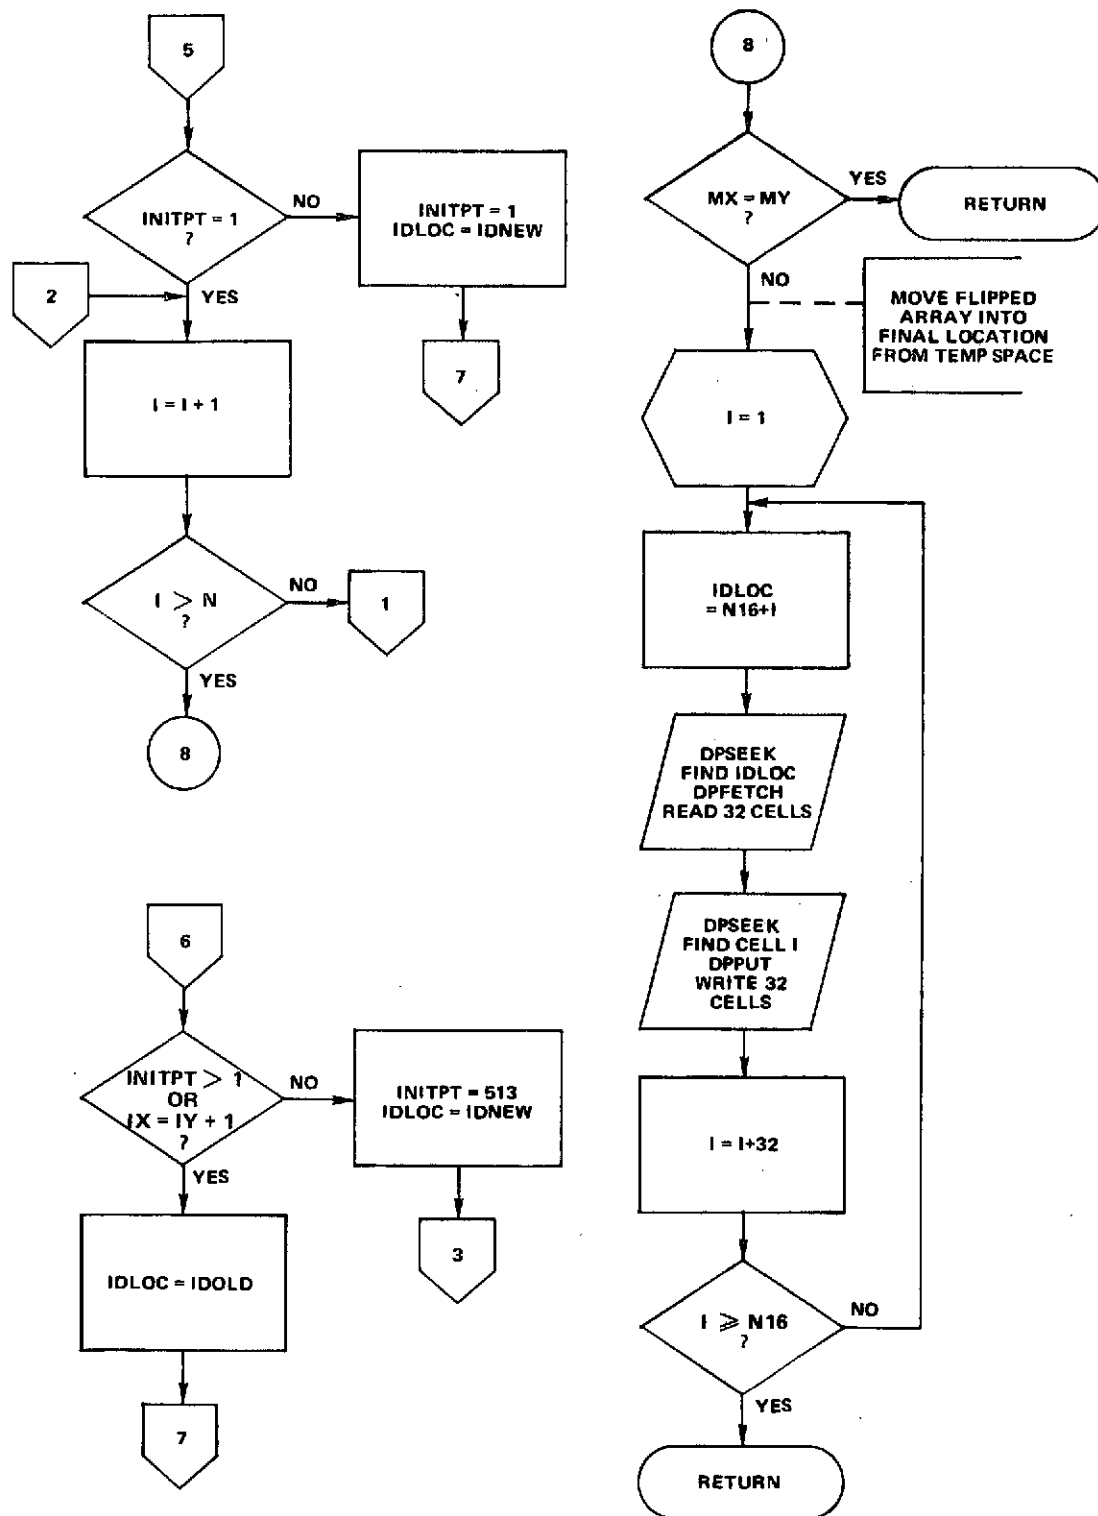 5
INITPT = 1
?
NO
INITPT = 1
IDLOC = IDNEW
7
2
YES
I = I + 1
I > N
?
NO
1
YES
8
6
INITPT > 1
OR
IX = IY + 1
?
NO
INITPT = 513
IDLOC = IDNEW
3
YES
IDLOC = IDOLD
7
8
MX = MY
?
YES
RETURN
NO
MOVE FLIPPED
ARRAY INTO
FINAL LOCATION
FROM TEMP SPACE
I = 1
IDLOC
= N16+I
DPSEEK
FIND IDLOC
DPFETCH
READ 32 CELLS
DPSEEK
FIND CELL I
DPPUT
WRITE 32
CELLS
I = I+32
I ⩾ N16
?
NO
YES
RETURN